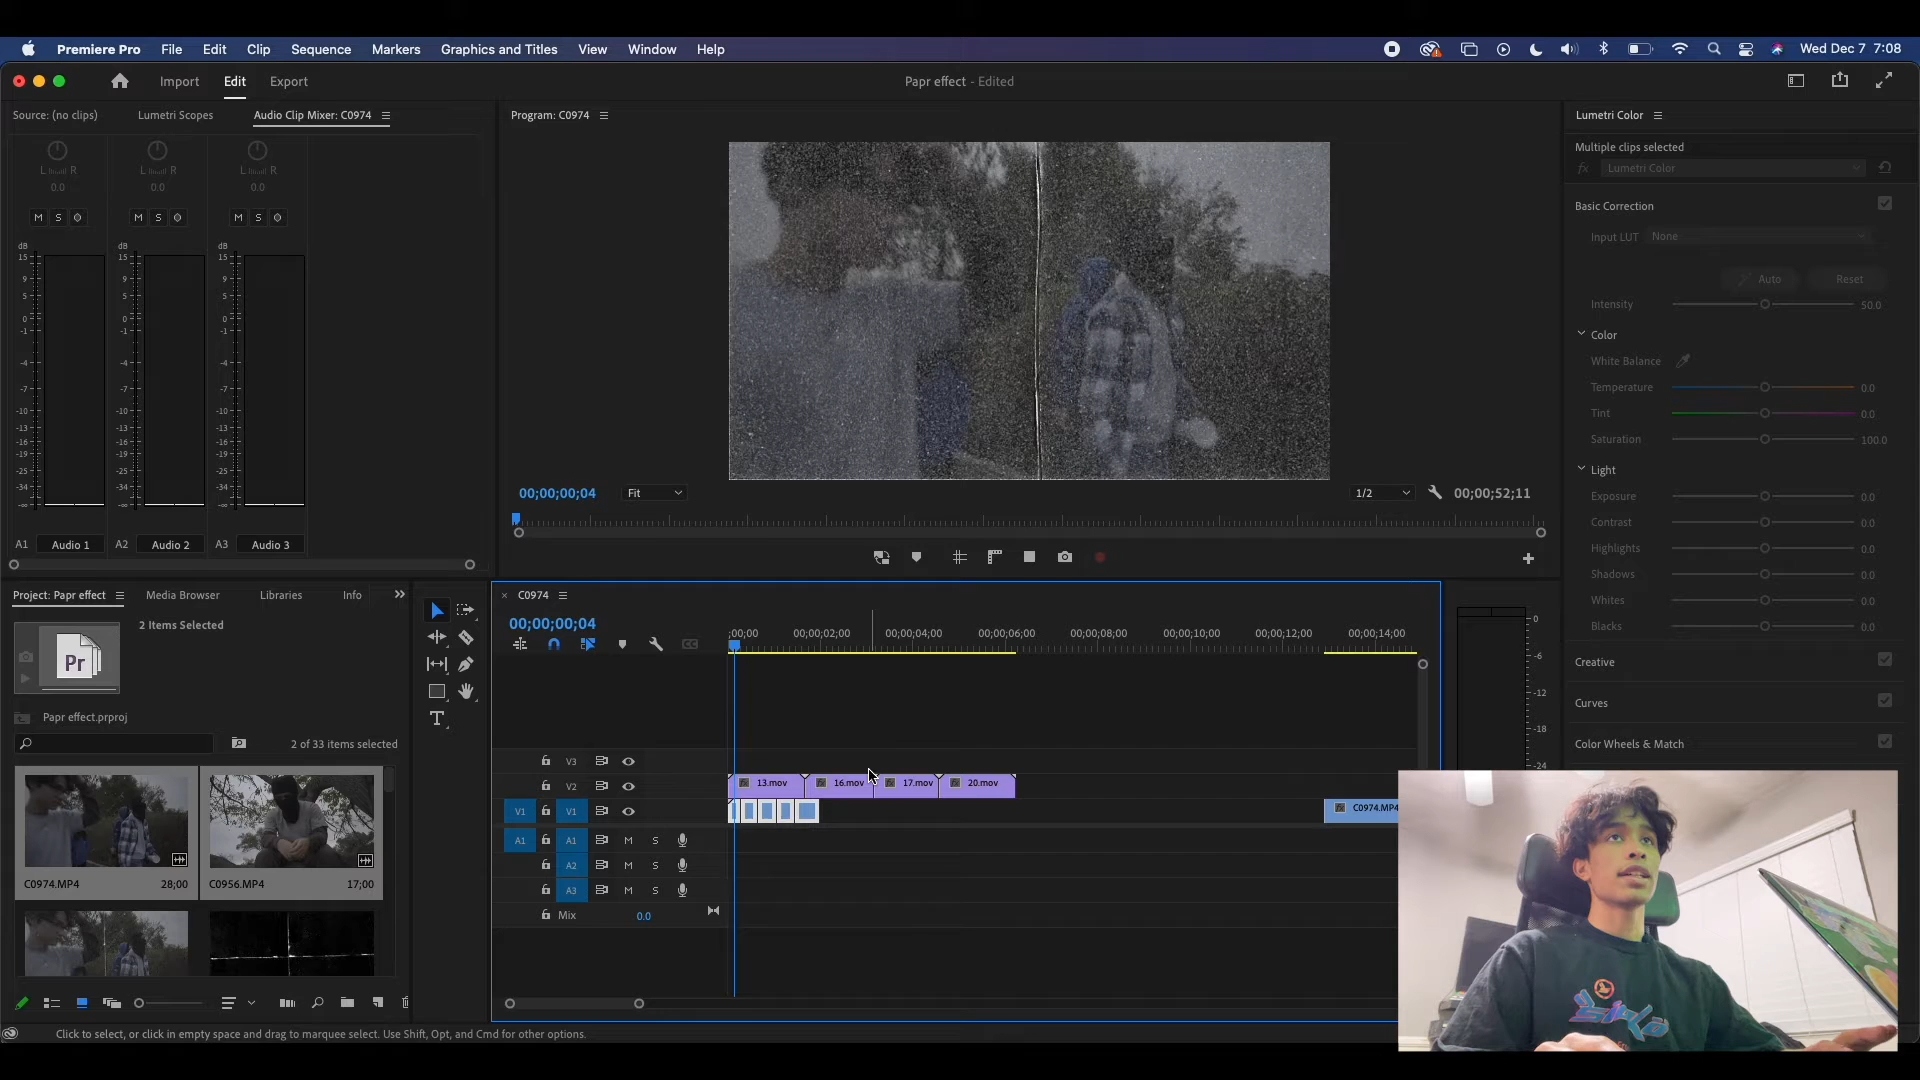 Premiere Pro File Edit Clip Sequence Markers Graphics and Titles View Window Help Wed Dec 7 7:08
Import Edit Export Papr effect - Edited
Source: (no clips) Lumetri Scopes Audio Clip Mixer: C0974
L R L R L R
0.0 0.0 0.0
M S M S M S
dB dB dB
15 15 15
9 9 9
5 5 5
0 0 0
-1 -1 -1
-4 -4 -4
-7 -7 -7
-10 -10 -10
-13 -13 -13
-16 -16 -16
-19 -19 -19
-25 -25 -25
-34 -34 -34
-∞ -∞ -∞
A1 Audio 1 A2 Audio 2 A3 Audio 3
Program: C0974
00;00;00;04 Fit 1/2 00;00;52;11
Lumetri Color
Multiple clips selected
fx Lumetri Color
Basic Correction
Input LUT None
Auto Reset
Intensity 50.0
Color
White Balance
Temperature 0.0
Tint 0.0
Saturation 100.0
Light
Exposure 0.0
Contrast 0.0
Highlights 0.0
Shadows 0.0
Whites 0.0
Blacks 0.0
Creative
Curves
Color Wheels & Match
Project: Papr effect Media Browser Libraries Info
2 Items Selected
Pr
Papr effect.prproj
2 of 33 items selected
C0974.MP4 28;00 C0956.MP4 17;00
T
C0974
00;00;00;04
;00;00 00;00;02;00 00;00;04;00 00;00;06;00 00;00;08;00 00;00;10;00 00;00;12;00 00;00;14;00
V3
V2 fx 13.mov fx 16.mov fx 17.mov fx 20.mov
V1 V1 fx C0974.MP4
A1 A1 M S
A2 M S
A3 M S
Mix 0.0
0
-6
-12
-18
-24
Click to select, or click in empty space and drag to marquee select. Use Shift, Opt, and Cmd for other options.